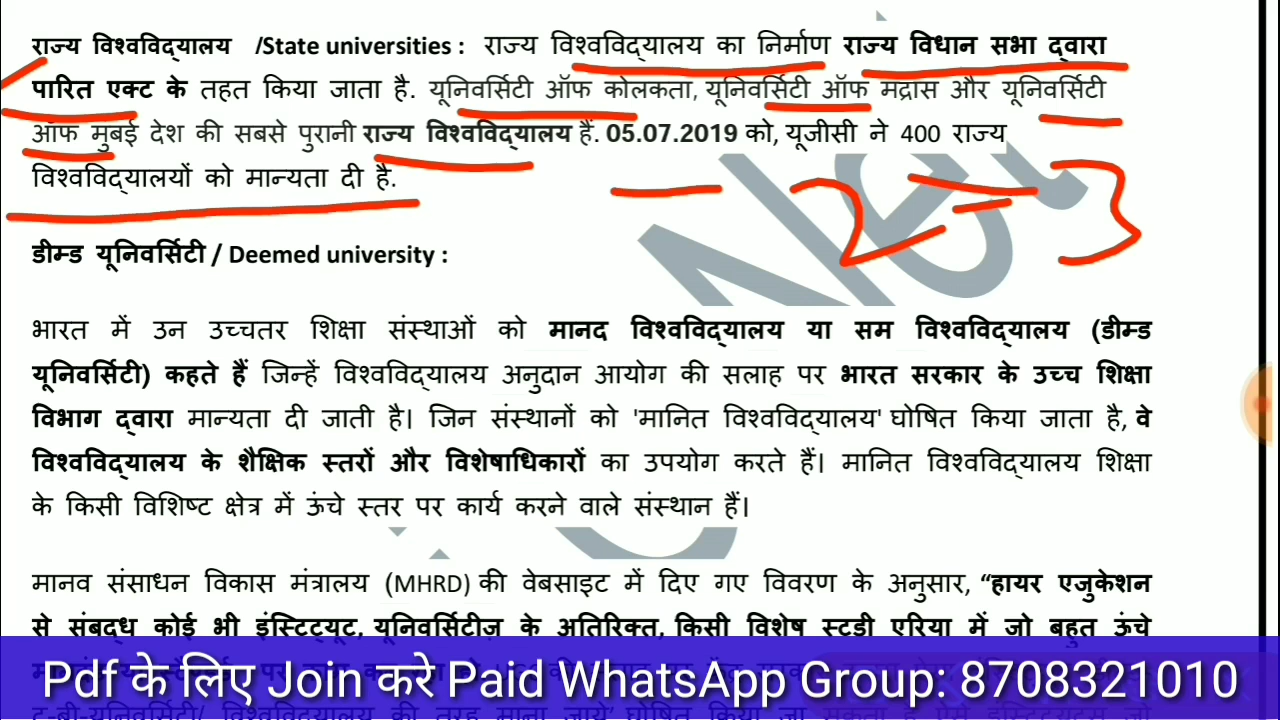 राज्य विश्वविद्यालय /State universities : राज्य विश्वविद्यालय का निर्माण राज्य विधान सभा द्वारा
पारित एक्ट के तहत किया जाता है. यूनिवर्सिटी ऑफ कोलकता, यूनिवर्सिटी ऑफ मद्रास और यूनिवर्सिटी
ऑफ मुबई देश की सबसे पुरानी राज्य विश्वविद्यालय हैं. 05.07.2019 को, यूजीसी ने 400 राज्य
विश्वविद्यालयों को मान्यता दी है.
2 - 3
डीम्ड यूनिवर्सिटी / Deemed university :
भारत में उन उच्चतर शिक्षा संस्थाओं को मानद विश्वविद्यालय या सम विश्वविद्यालय (डीम्ड
यूनिवर्सिटी) कहते हैं जिन्हें विश्वविद्यालय अनुदान आयोग की सलाह पर भारत सरकार के उच्च शिक्षा
विभाग द्वारा मान्यता दी जाती है। जिन संस्थानों को 'मानित विश्वविद्यालय' घोषित किया जाता है, वे
विश्वविद्यालय के शैक्षिक स्तरों और विशेषाधिकारों का उपयोग करते हैं। मानित विश्वविद्यालय शिक्षा
के किसी विशिष्ट क्षेत्र में ऊंचे स्तर पर कार्य करने वाले संस्थान हैं।
मानव संसाधन विकास मंत्रालय (MHRD) की वेबसाइट में दिए गए विवरण के अनुसार, “हायर एजुकेशन
से संबद्ध कोई भी इंस्टिट्यूट, यूनिवर्सिटीज़ के अतिरिक्त, किसी विशेष स्टडी एरिया में जो बहुत ऊंचे
Pdf के लिए Join करे Paid WhatsApp Group: 8708321010